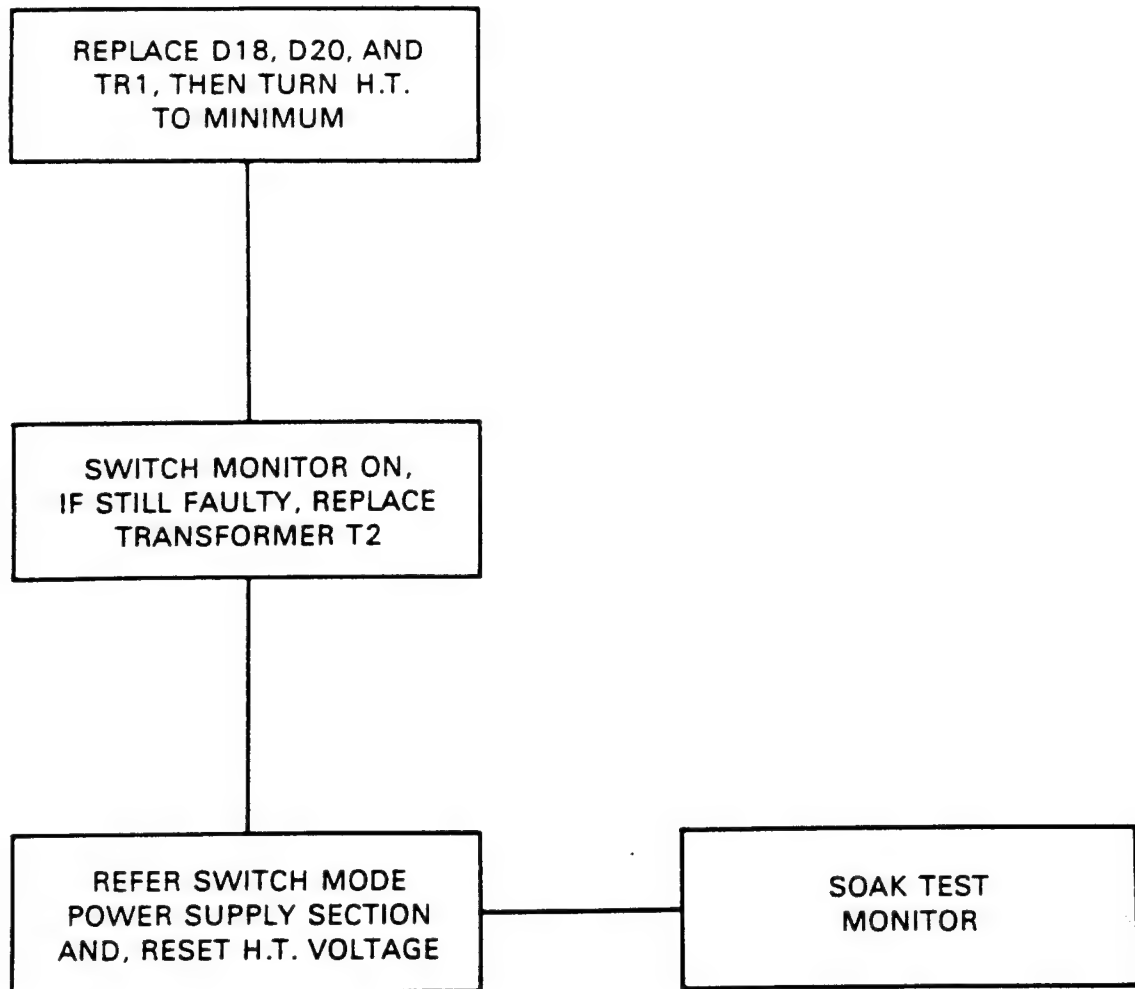 REPLACE D18, D20, AND
TR1, THEN TURN H.T.
TO MINIMUM
SWITCH MONITOR ON,
IF STILL FAULTY, REPLACE
TRANSFORMER T2
REFER SWITCH MODE
POWER SUPPLY SECTION
AND, RESET H.T. VOLTAGE
SOAK TEST
MONITOR